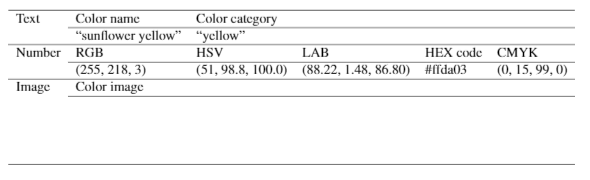 Text Color name Color category
“sunflower yellow” “yellow”
Number RGB HSV LAB HEX code CMYK
(255, 218, 3) (51, 98.8, 100.0) (88.22, 1.48, 86.80) #ffda03 (0, 15, 99, 0)
Image Color image